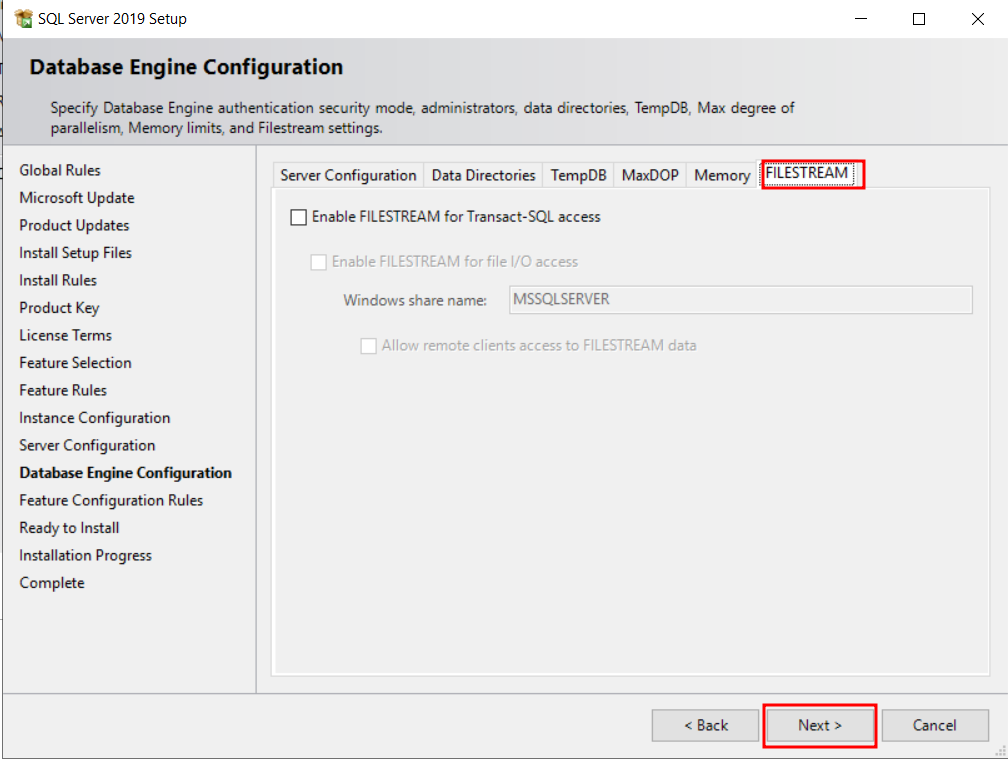 SQL Server 2019 Setup
Database Engine Configuration
Specify Database Engine authentication security mode, administrators, data directories, TempDB, Max degree of
parallelism, Memory limits, and Filestream settings.
Global Rules
Microsoft Update
Product Updates
Install Setup Files
Install Rules
Product Key
License Terms
Feature Selection
Feature Rules
Instance Configuration
Server Configuration
Database Engine Configuration
Feature Configuration Rules
Ready to Install
Installation Progress
Complete
Server Configuration Data Directories TempDB MaxDOP Memory FILESTREAM
Enable FILESTREAM for Transact-SQL access
Enable FILESTREAM for file I/O access
Windows share name: MSSQLSERVER
Allow remote clients access to FILESTREAM data
< Back Next > Cancel